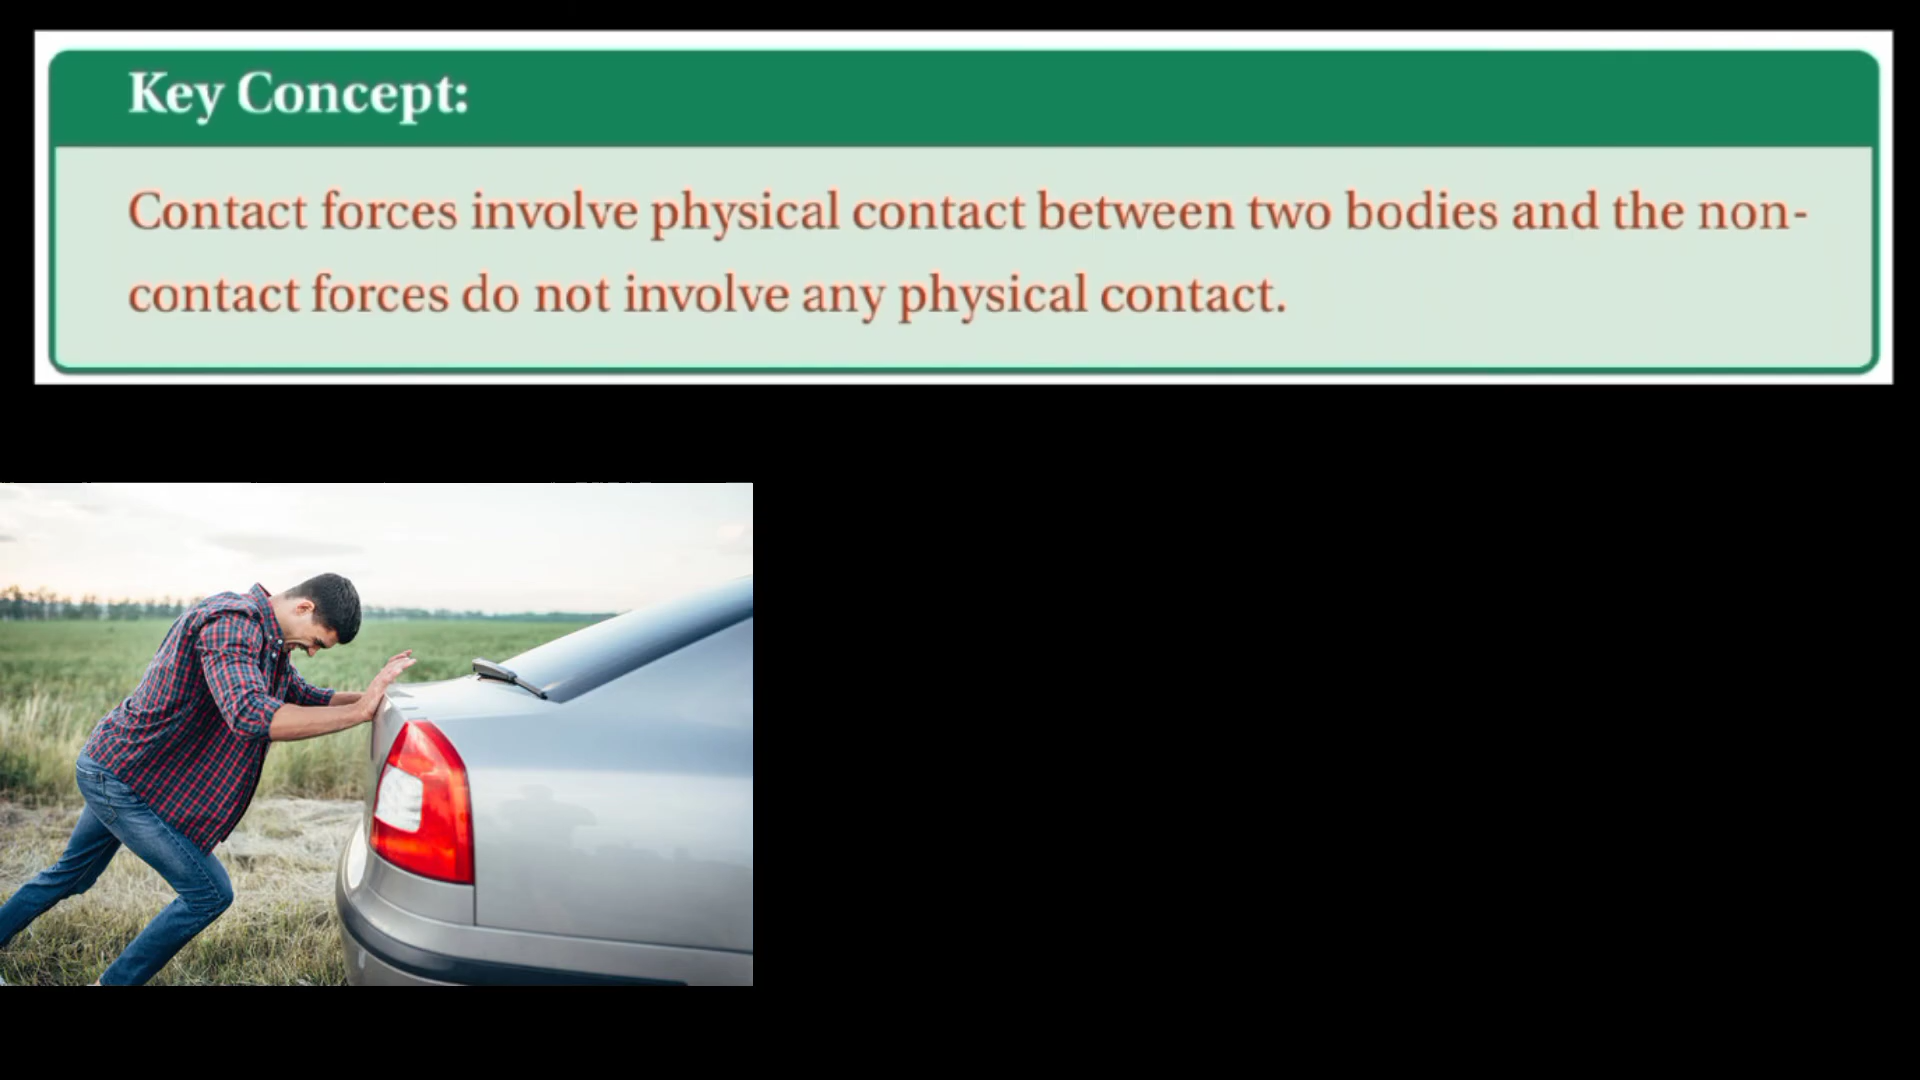 Key Concept:
Contact forces involve physical contact between two bodies and the non-
contact forces do not involve any physical contact.